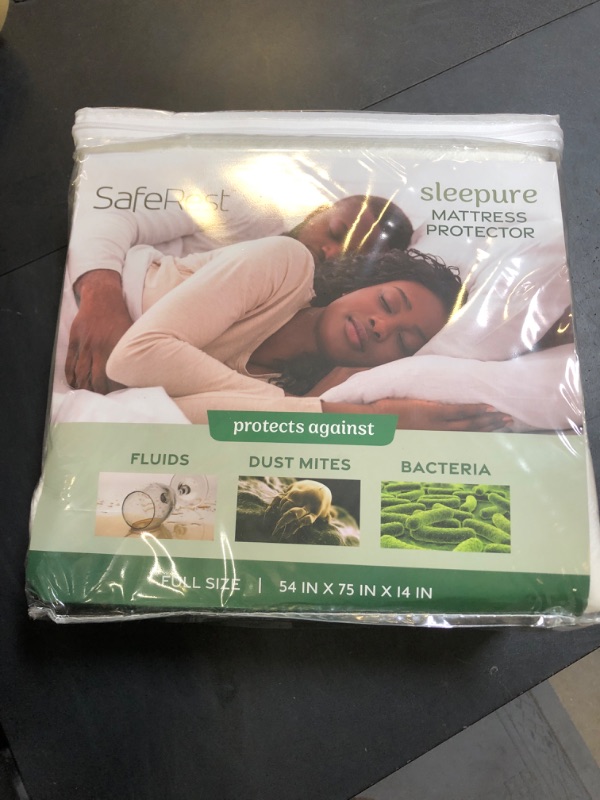 SafeRest
sleepure
MATTRESS
PROTECTOR
protects against
FLUIDS
DUST MITES
BACTERIA
FULL SIZE | 54 IN X 75 IN X 14 IN